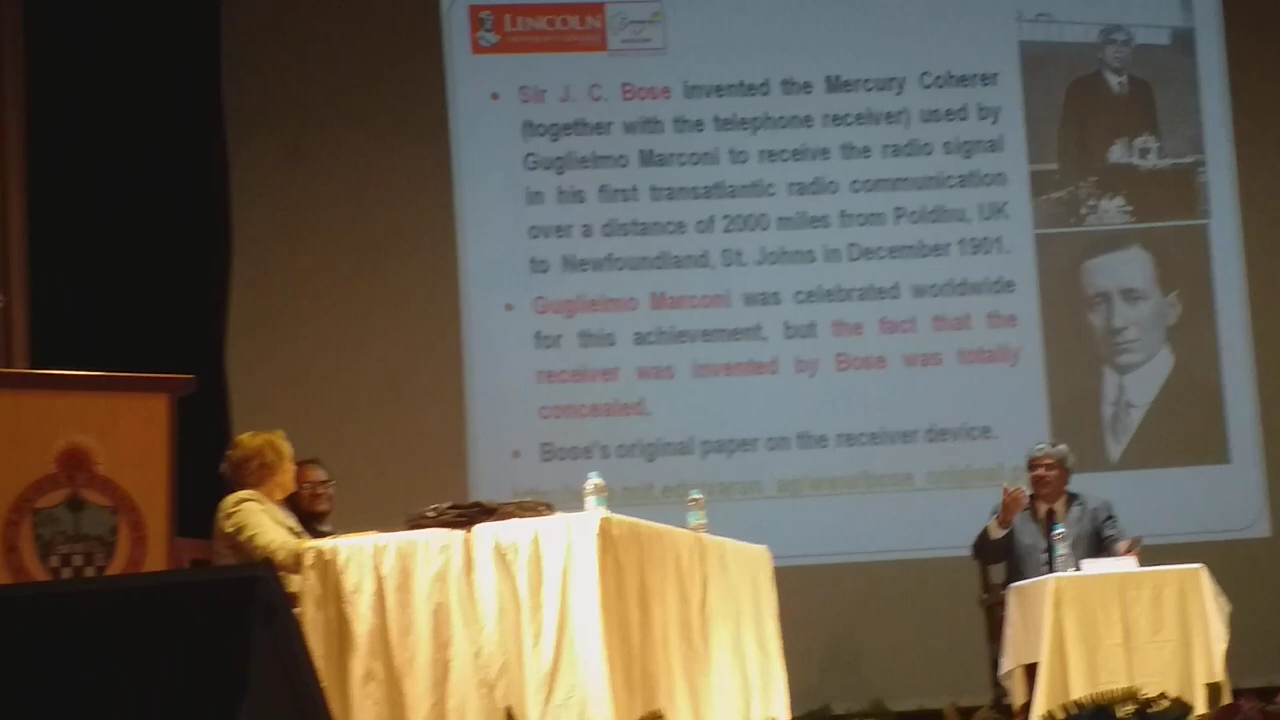 LINCOLN
UNIVERSITY COLLEGE
• Sir J. C. Bose invented the Mercury Coherer
(together with the telephone receiver) used by
Guglielmo Marconi to receive the radio signal
in his first transatlantic radio communication
over a distance of 2000 miles from Poldhu, UK
to Newfoundland, St. Johns in December 1901.
• Guglielmo Marconi was celebrated worldwide
for this achievement, but the fact that the
receiver was invented by Bose was totally
concealed.
• Bose's original paper on the receiver device.